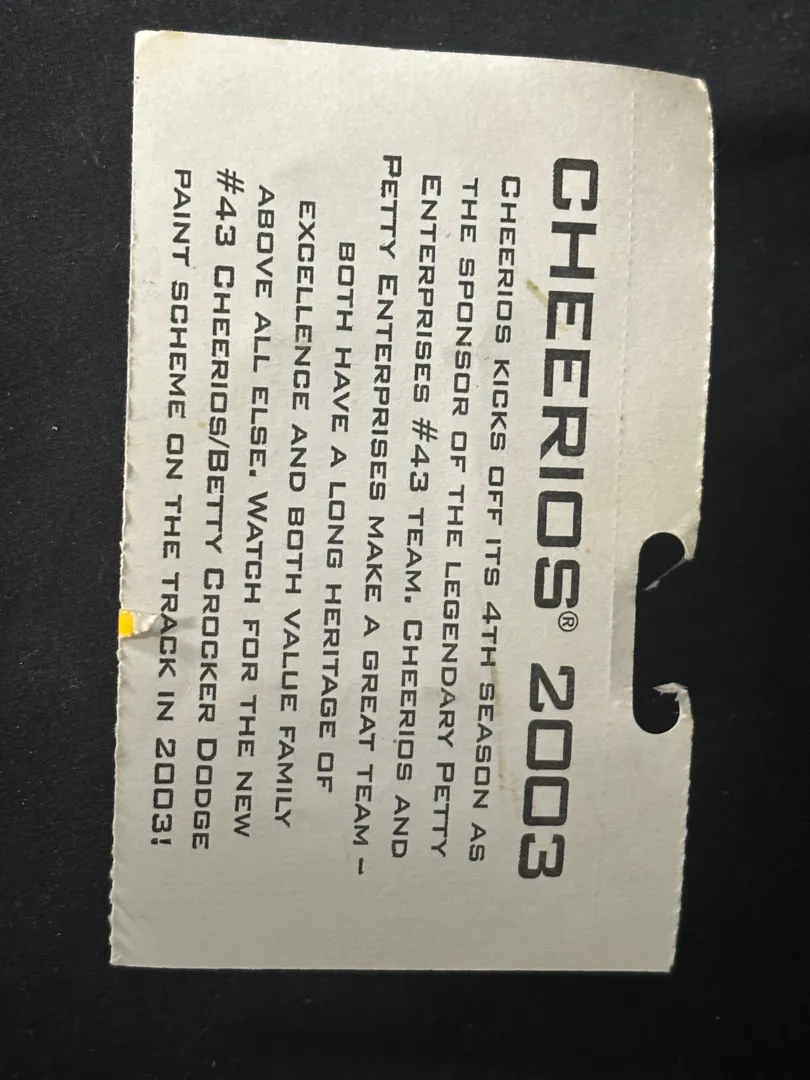 CHEERIOS® 2003
CHEERIOS KICKS OFF ITS 4TH SEASON AS
THE SPONSOR OF THE LEGENDARY PETTY
ENTERPRISES #43 TEAM. CHEERIOS AND
PETTY ENTERPRISES MAKE A GREAT TEAM –
BOTH HAVE A LONG HERITAGE OF
EXCELLENCE AND BOTH VALUE FAMILY
ABOVE ALL ELSE. WATCH FOR THE NEW
#43 CHEERIOS/BETTY CROCKER DODGE
PAINT SCHEME ON THE TRACK IN 2003!